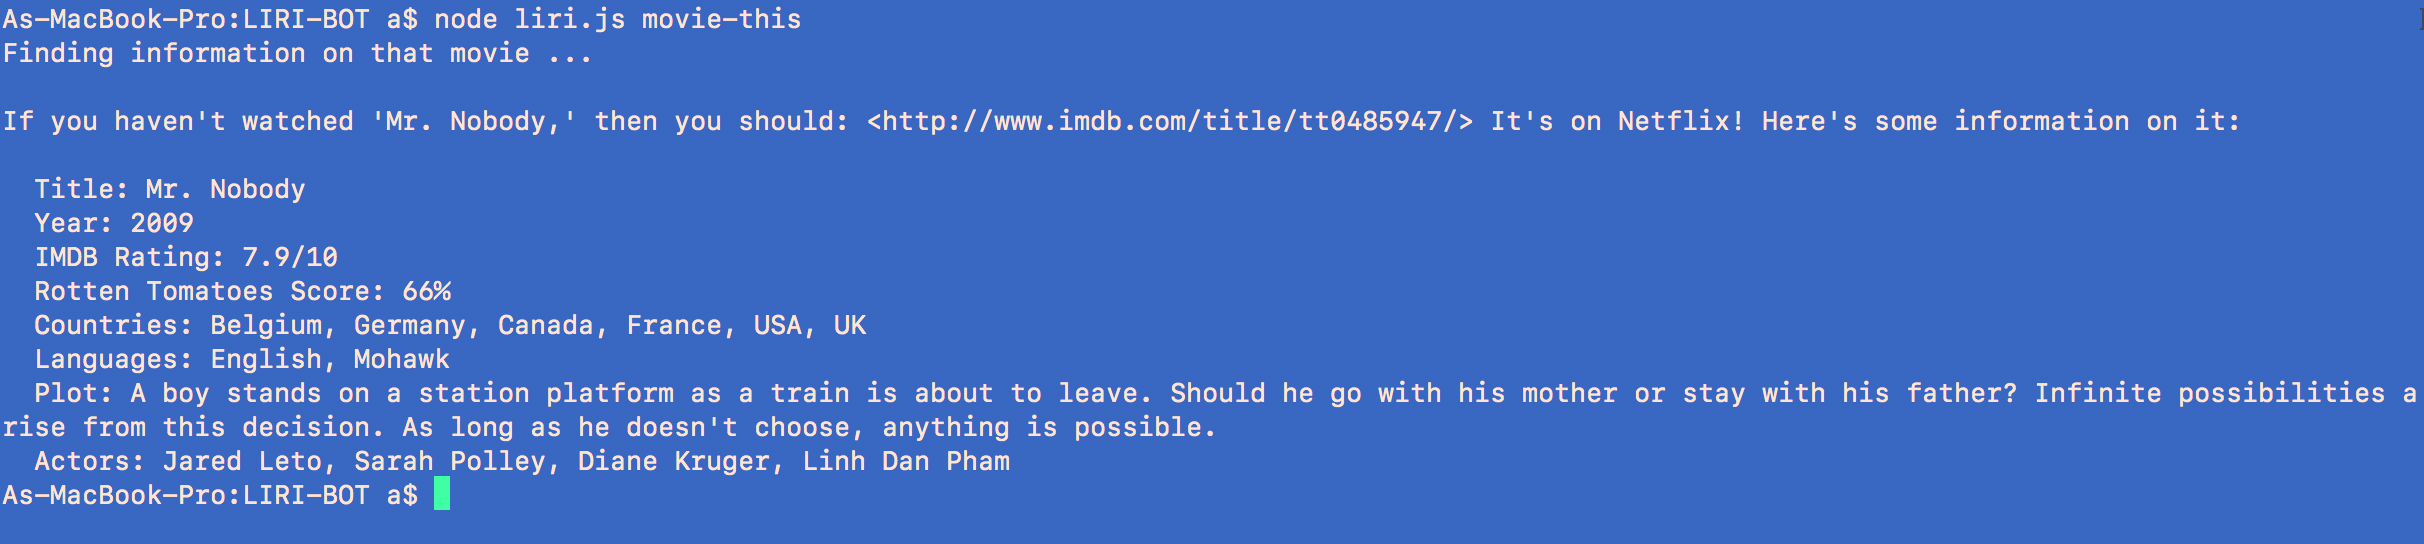 As-MacBook-Pro:LIRI-BOT a$ node liri.js movie-this
Finding information on that movie ...
If you haven't watched 'Mr. Nobody,' then you should: <http://www.imdb.com/title/tt0485947/> It's on Netflix! Here's some information on it:
Title: Mr. Nobody
Year: 2009
IMDB Rating: 7.9/10
Rotten Tomatoes Score: 66%
Countries: Belgium, Germany, Canada, France, USA, UK
Languages: English, Mohawk
Plot: A boy stands on a station platform as a train is about to leave. Should he go with his mother or stay with his father? Infinite possibilities a
rise from this decision. As long as he doesn't choose, anything is possible.
Actors: Jared Leto, Sarah Polley, Diane Kruger, Linh Dan Pham
As-MacBook-Pro:LIRI-BOT a$